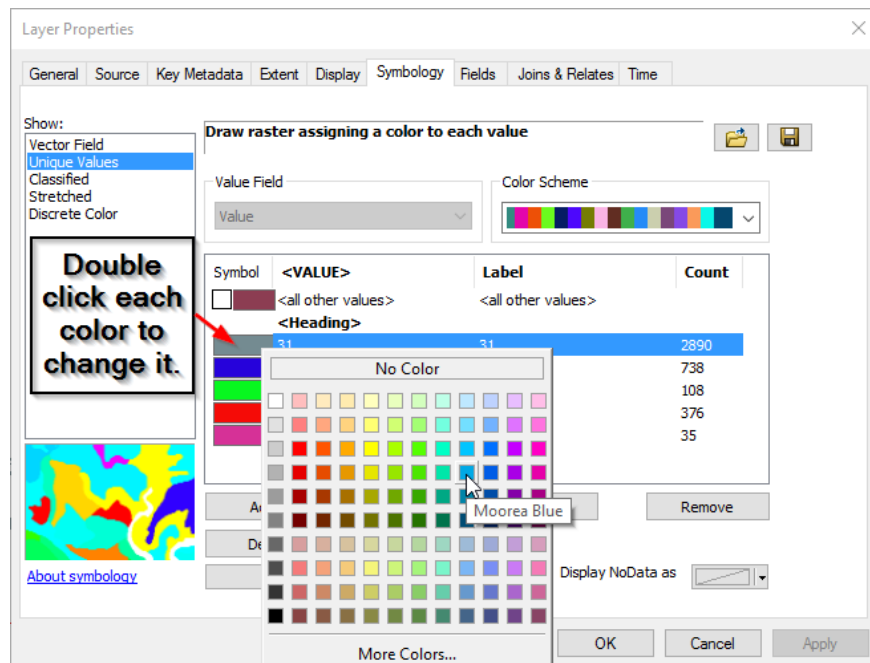 Layer Properties
General Source Key Metadata Extent Display Symbology Fields Joins & Relates Time
Show:
Vector Field
Unique Values
Classified
Stretched
Discrete Color
Draw raster assigning a color to each value
Value Field
Value
Color Scheme
Double
click each
color to
change it.
Symbol <VALUE> Label Count
<all other values> <all other values>
<Heading>
31 31 2890
738
108
376
35
No Color
Moorea Blue
Remove
About symbology
Display NoData as
More Colors...
OK Cancel Apply